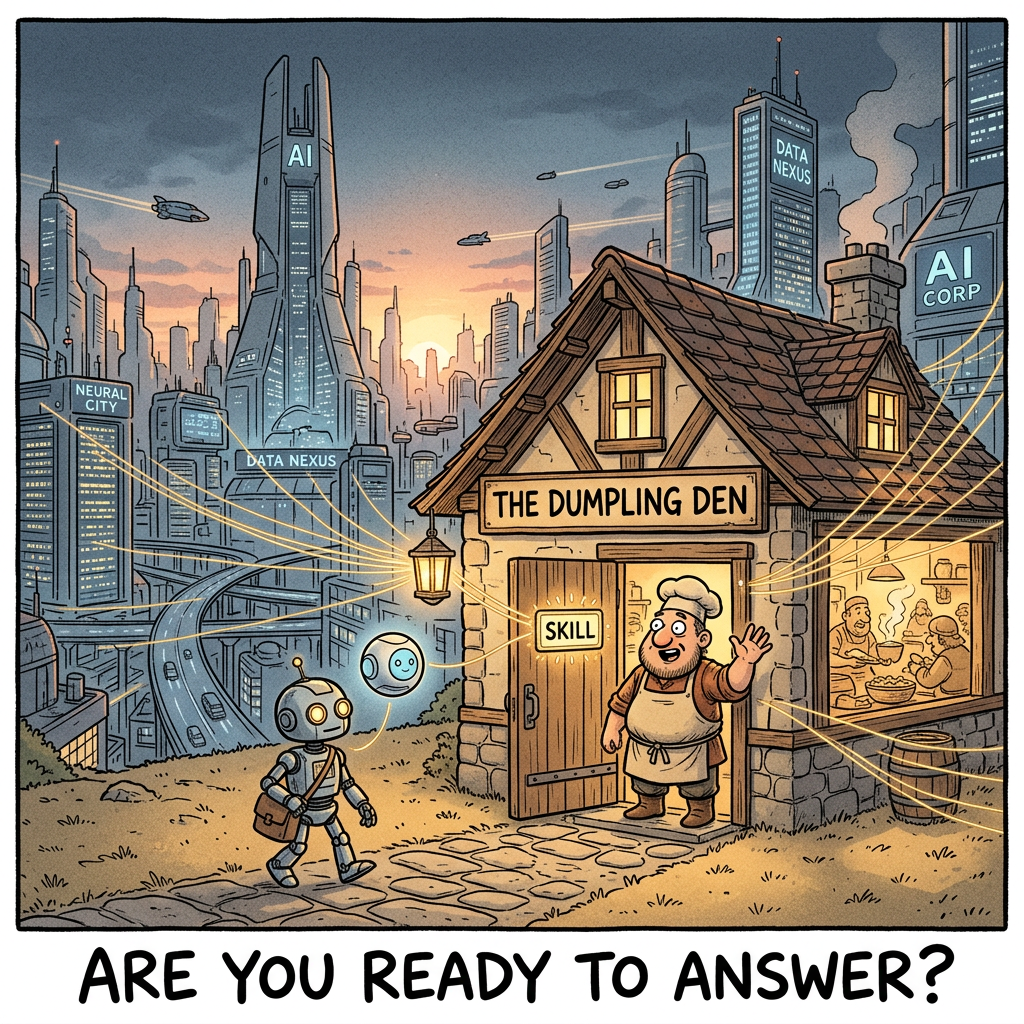 AI
DATA
NEXUS
AI
CORP
NEURAL
CITY
DATA NEXUS
THE DUMPLING DEN
SKILL
ARE YOU READY TO ANSWER?